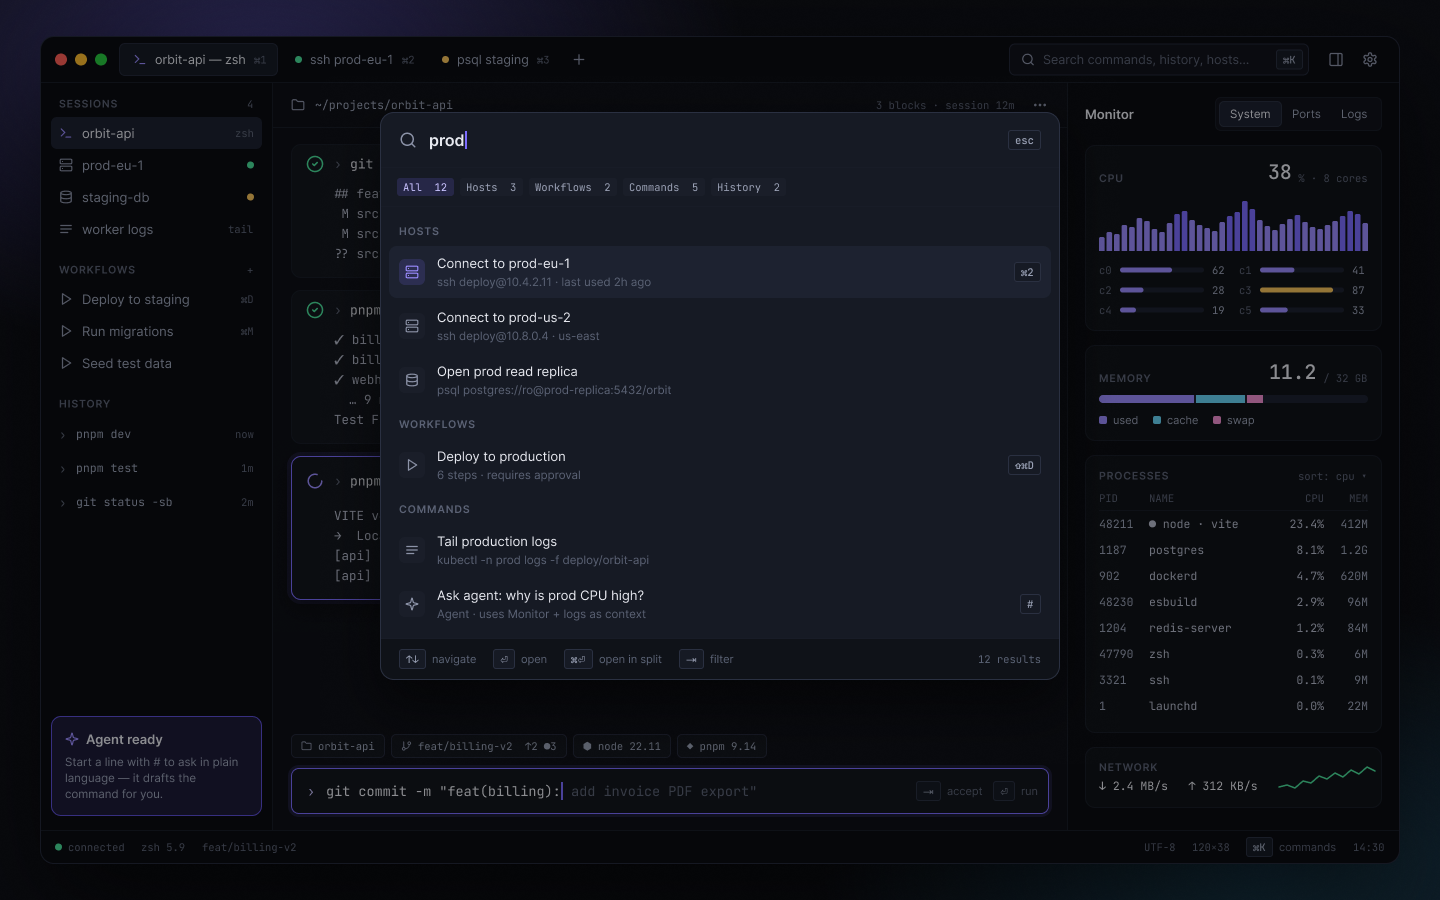 orbit-api — zsh ⌘1
ssh prod-eu-1 ⌘2
psql staging ⌘3
+
Search commands, history, hosts... ⌘K
SESSIONS 4
orbit-api zsh
prod-eu-1
staging-db
worker logs tail
WORKFLOWS +
Deploy to staging ⌘D
Run migrations ⌘M
Seed test data
HISTORY
› pnpm dev now
› pnpm test 1m
› git status -sb 2m
Agent ready
Start a line with # to ask in plain
language — it drafts the
command for you.
~/projects/orbit-api 3 blocks · session 12m •••
› git
## fea
M src
M src
?? src
› pnpm
✓ bill
✓ bill
✓ webh
… 9
Test F
› pnpm
VITE v
→ Loc
[api]
[api]
prod esc
All 12 Hosts 3 Workflows 2 Commands 5 History 2
HOSTS
Connect to prod-eu-1 ⌘2
ssh deploy@10.4.2.11 · last used 2h ago
Connect to prod-us-2
ssh deploy@10.8.0.4 · us-east
Open prod read replica
psql postgres://ro@prod-replica:5432/orbit
WORKFLOWS
Deploy to production ⇧⌘D
6 steps · requires approval
COMMANDS
Tail production logs
kubectl -n prod logs -f deploy/orbit-api
Ask agent: why is prod CPU high? #
Agent · uses Monitor + logs as context
↑↓ navigate ⏎ open ⌘⏎ open in split ⇥ filter 12 results
orbit-api feat/billing-v2 ↑2 ●3 ⬢ node 22.11 ◆ pnpm 9.14
› git commit -m "feat(billing): add invoice PDF export" ⇥ accept ⏎ run
Monitor System Ports Logs
CPU 38 % · 8 cores
c0 62 c1 41
c2 28 c3 87
c4 19 c5 33
MEMORY 11.2 / 32 GB
used cache swap
PROCESSES sort: cpu ▾
PID NAME CPU MEM
48211 ● node · vite 23.4% 412M
1187 postgres 8.1% 1.2G
902 dockerd 4.7% 620M
48230 esbuild 2.9% 96M
1204 redis-server 1.2% 84M
47790 zsh 0.3% 6M
3321 ssh 0.1% 9M
1 launchd 0.0% 22M
NETWORK
↓ 2.4 MB/s ↑ 312 KB/s
connected zsh 5.9 feat/billing-v2 UTF-8 120×38 ⌘K commands 14:30